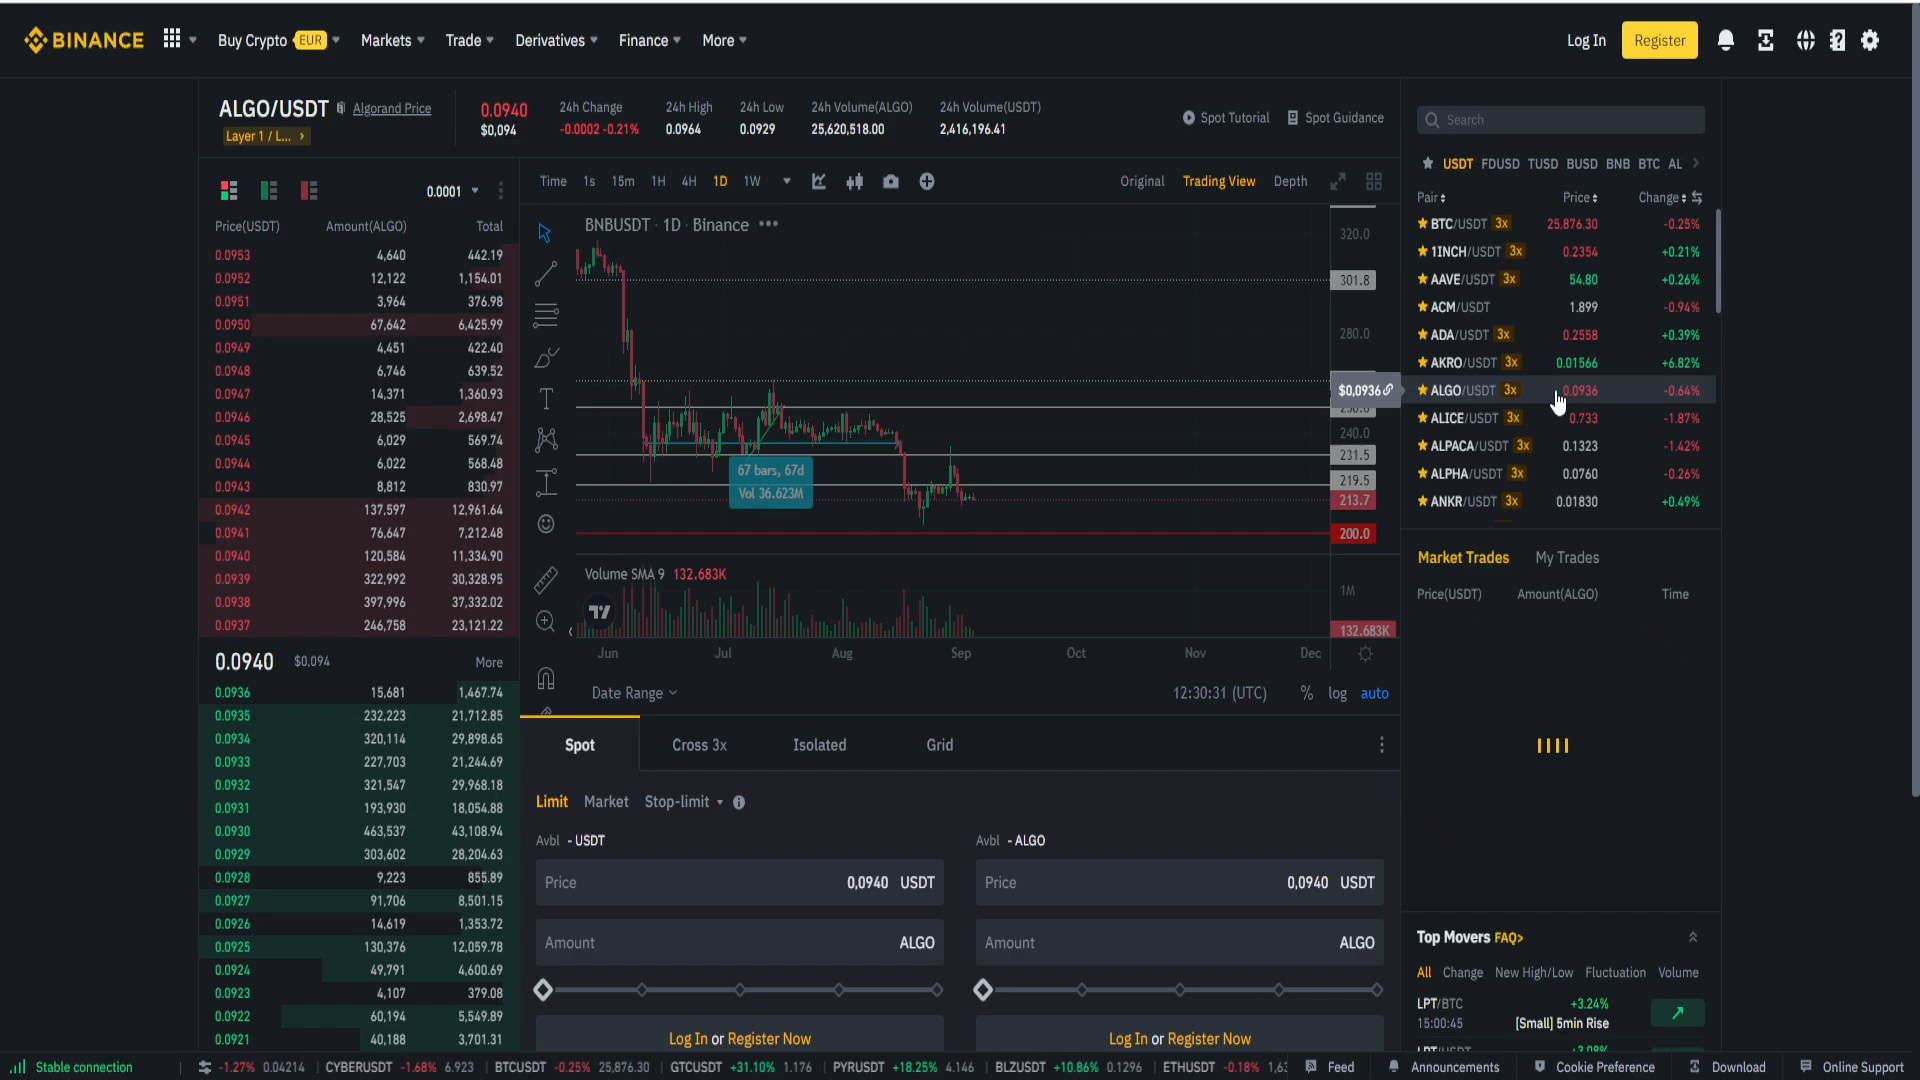 BINANCE Buy Crypto EUR Markets Trade Derivatives Finance More Log In Register
ALGO/USDT Algorand Price
Layer 1 / L... ›
0.0940
$0,094
24h Change
-0.0002 -0.21%
24h High
0.0964
24h Low
0.0929
24h Volume(ALGO)
25,620,518.00
24h Volume(USDT)
2,416,196.41
Spot Tutorial Spot Guidance
0.0001
Price(USDT) Amount(ALGO) Total
0.0953 4,640 442.19
0.0952 12,122 1,154.01
0.0951 3,964 376.98
0.0950 67,642 6,425.99
0.0949 4,451 422.40
0.0948 6,746 639.52
0.0947 14,371 1,360.93
0.0946 28,525 2,698.47
0.0945 6,029 569.74
0.0944 6,022 568.48
0.0943 8,812 830.97
0.0942 137,597 12,961.64
0.0941 76,647 7,212.48
0.0940 120,584 11,334.90
0.0939 322,992 30,328.95
0.0938 397,996 37,332.02
0.0937 246,758 23,121.22
0.0940 $0,094 More
0.0936 15,681 1,467.74
0.0935 232,223 21,712.85
0.0934 320,114 29,898.65
0.0933 227,703 21,244.69
0.0932 321,547 29,968.18
0.0931 193,930 18,054.88
0.0930 463,537 43,108.94
0.0929 303,602 28,204.63
0.0928 9,223 855.89
0.0927 91,706 8,501.15
0.0926 14,619 1,353.72
0.0925 130,376 12,059.78
0.0924 49,791 4,600.69
0.0923 4,107 379.08
0.0922 60,194 5,549.89
0.0921 40,188 3,701.31
Time 1s 15m 1H 4H 1D 1W Original Trading View Depth
BNBUSDT · 1D · Binance •••
320.0
301.8
280.0
$0,0936
240.0
231.5
219.5
213.7
200.0
67 bars, 67d
Vol 36.623M
Volume SMA 9 132.683K
1M
132.683K
Jun Jul Aug Sep Oct Nov Dec
Date Range 12:30:31 (UTC) % log auto
Spot Cross 3x Isolated Grid
Limit Market Stop-limit
Avbl - USDT
Price 0,0940 USDT
Amount ALGO
Log In or Register Now
Avbl - ALGO
Price 0,0940 USDT
Amount ALGO
Log In or Register Now
Search
USDT FDUSD TUSD BUSD BNB BTC AL
Pair Price Change
BTC/USDT 3x 25,876.30 -0.25%
1INCH/USDT 3x 0.2354 +0.21%
AAVE/USDT 3x 54.80 +0.26%
ACM/USDT 1.899 -0.94%
ADA/USDT 3x 0.2558 +0.39%
AKRO/USDT 3x 0.01566 +6.82%
ALGO/USDT 3x 0.0936 -0.64%
ALICE/USDT 3x 0.733 -1.87%
ALPACA/USDT 3x 0.1323 -1.42%
ALPHA/USDT 3x 0.0760 -0.26%
ANKR/USDT 3x 0.01830 +0.49%
Market Trades My Trades
Price(USDT) Amount(ALGO) Time
Top Movers FAQ>
All Change New High/Low Fluctuation Volume
LPT/BTC +3.24%
15:00:45 [Small] 5min Rise
Stable connection -1.27% 0.04214 CYBERUSDT -1.68% 6.923 BTCUSDT -0.25% 25,876.30 GTCUSDT +31.10% 1.176 PYRUSDT +18.25% 4.146 BLZUSDT +10.86% 0.1296 ETHUSDT -0.18% Feed Announcements Cookie Preference Download Online Support